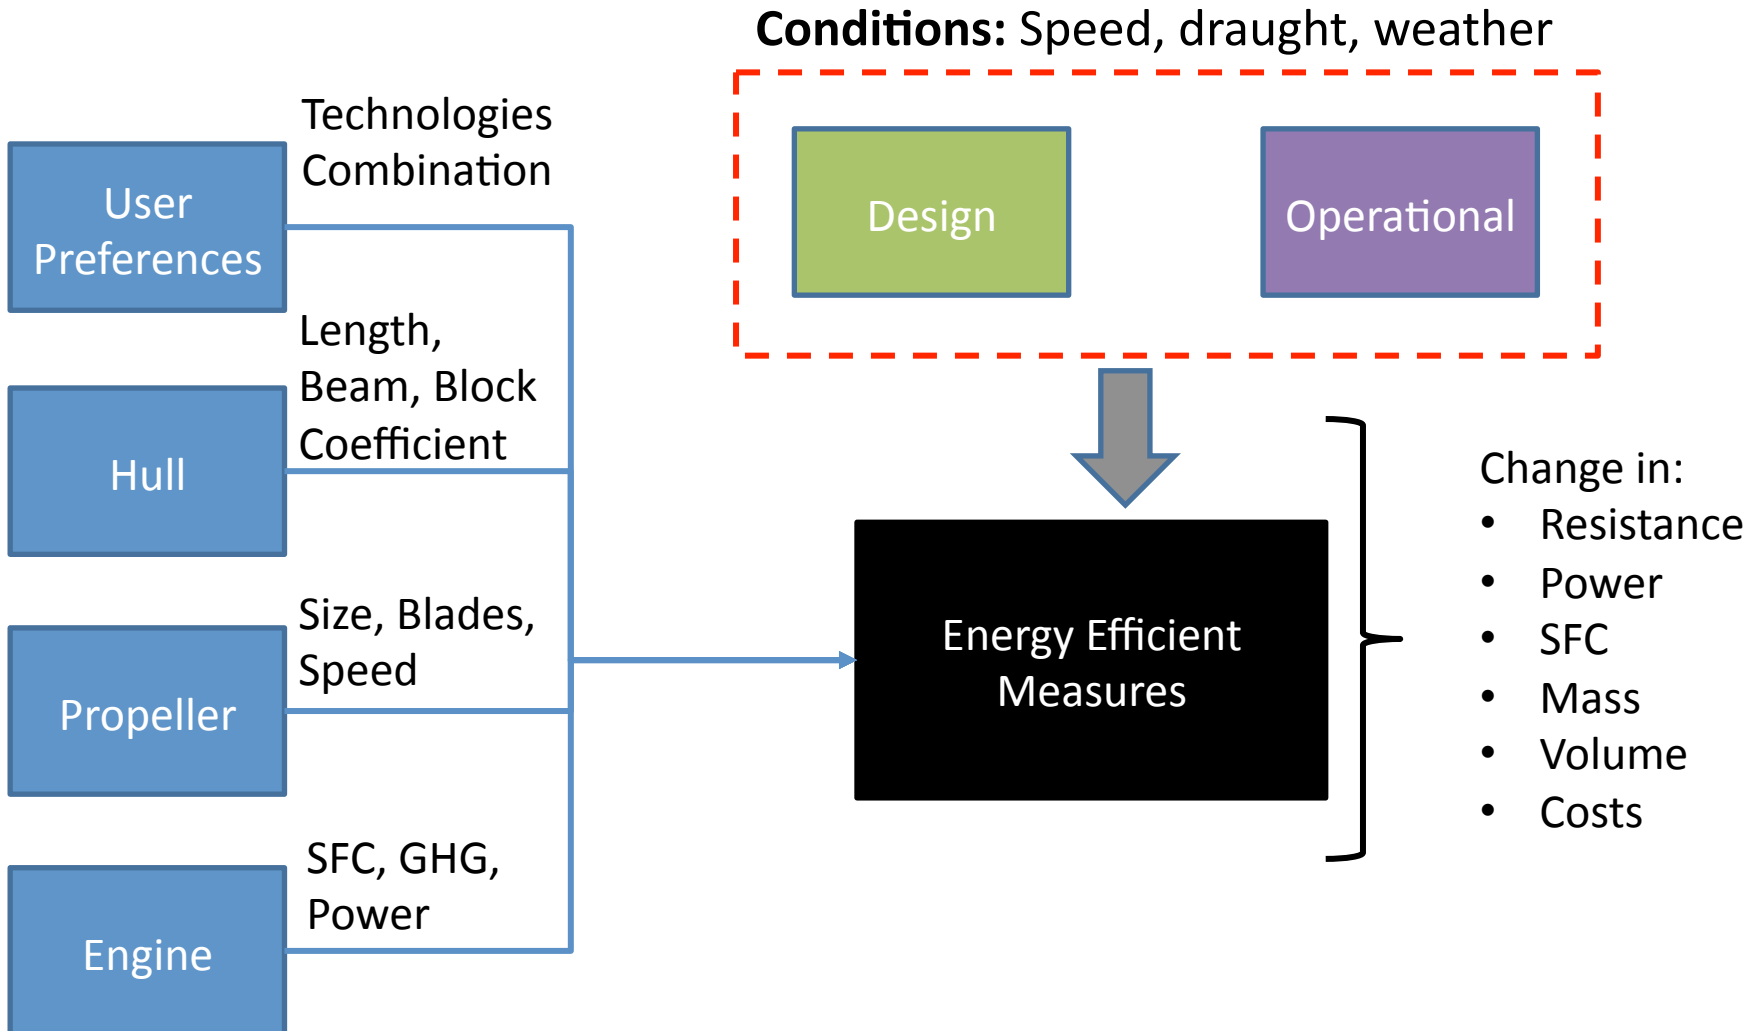 Conditions: Speed, draught, weather
Technologies
Combination
User
Preferences
Design
Operational
Length,
Beam, Block
Coefficient
Hull
Size, Blades,
Speed
Propeller
SFC, GHG,
Power
Engine
Energy Efficient
Measures
Change in:
• Resistance
• Power
• SFC
• Mass
• Volume
• Costs